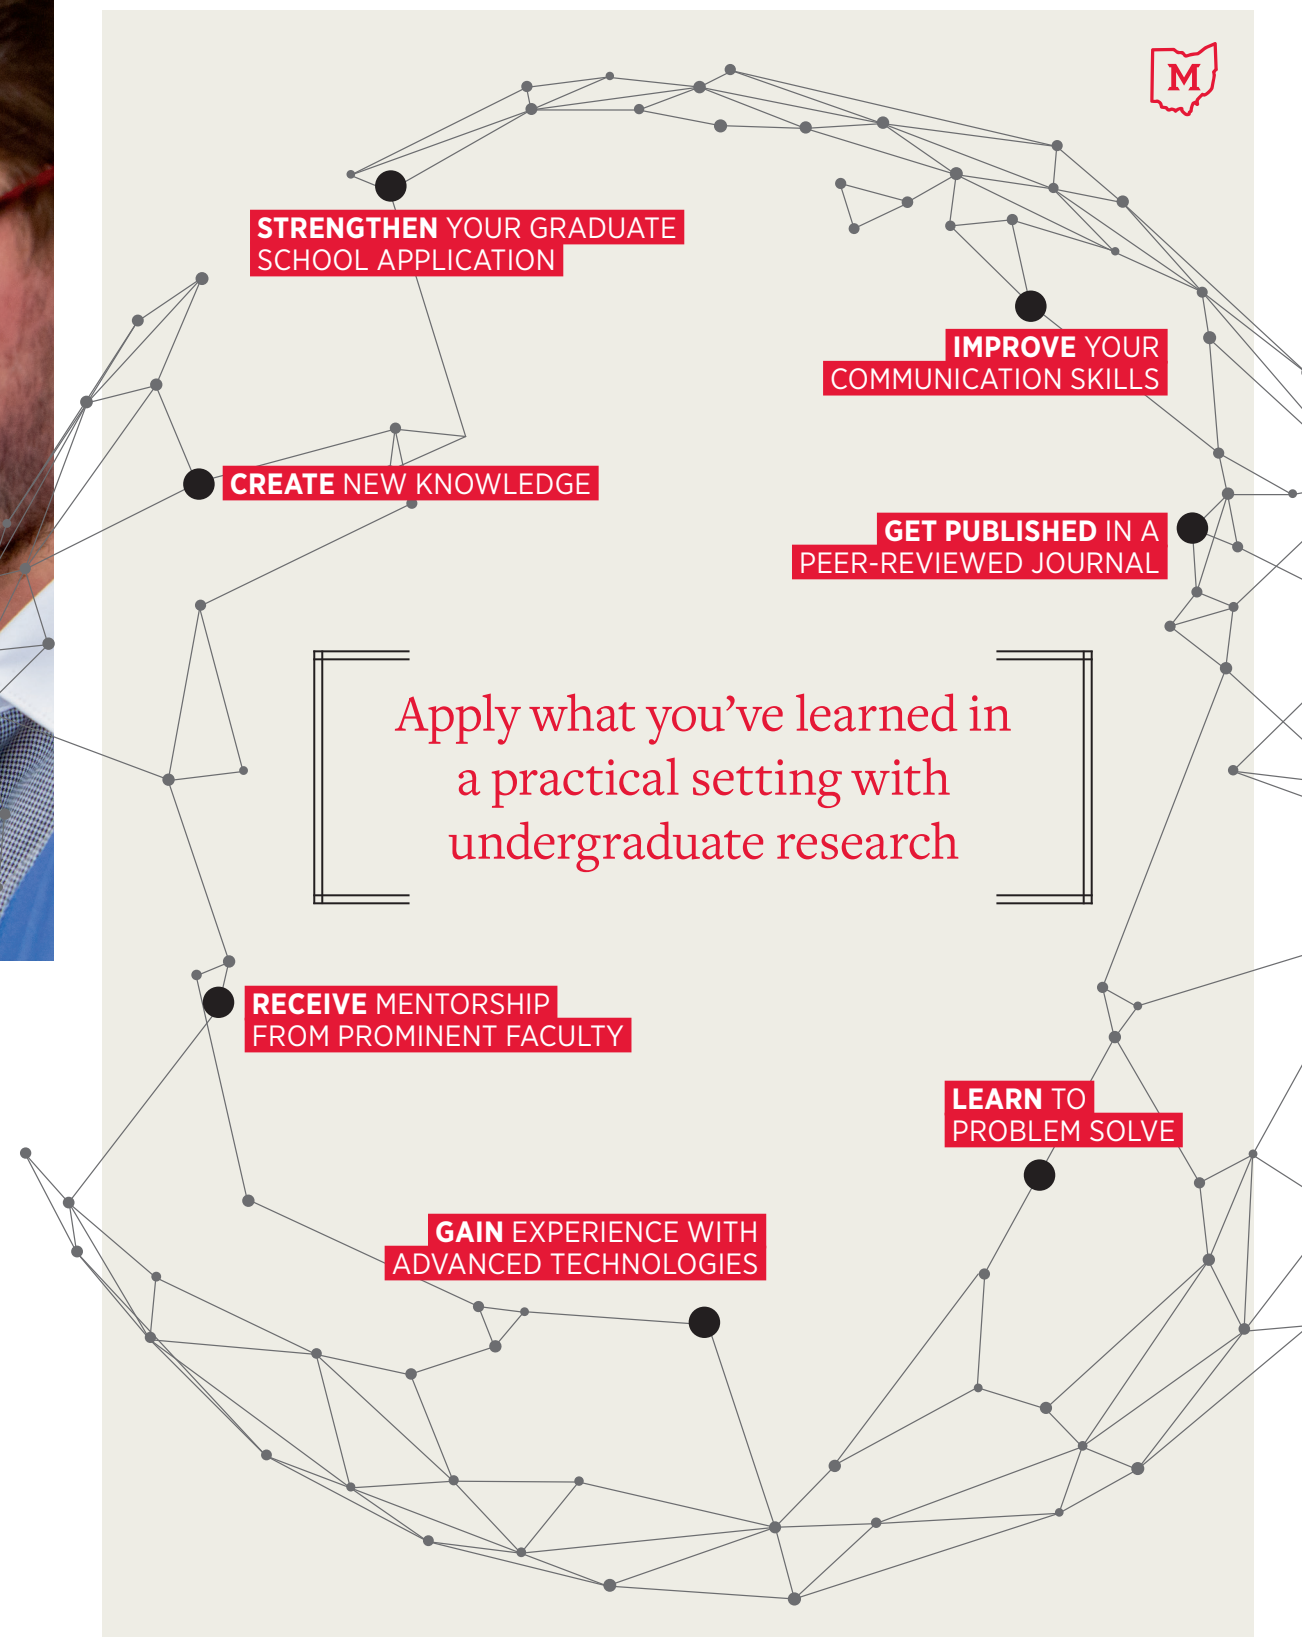 M
STRENGTHEN YOUR GRADUATE
SCHOOL APPLICATION
IMPROVE YOUR
COMMUNICATION SKILLS
CREATE NEW KNOWLEDGE
GET PUBLISHED IN A
PEER-REVIEWED JOURNAL
Apply what you’ve learned in
a practical setting with
undergraduate research
RECEIVE MENTORSHIP
FROM PROMINENT FACULTY
LEARN TO
PROBLEM SOLVE
GAIN EXPERIENCE WITH
ADVANCED TECHNOLOGIES